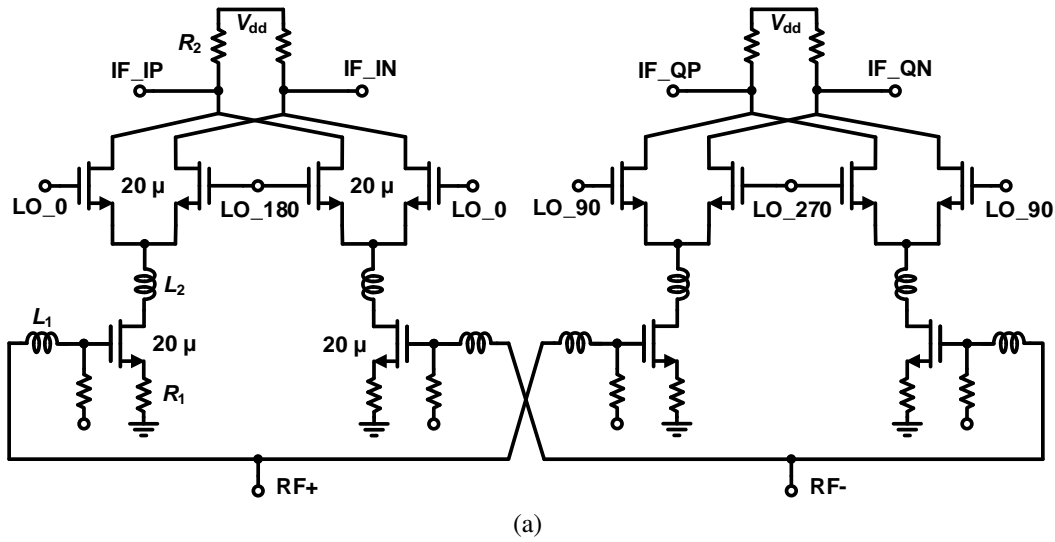 Vdd
Vdd
R2
IF_IP
IF_IN
IF_QP
IF_QN
20 µ
20 µ
LO_0
LO_180
LO_0
LO_90
LO_270
LO_90
L2
L1
20 µ
20 µ
R1
RF+
RF-
(a)